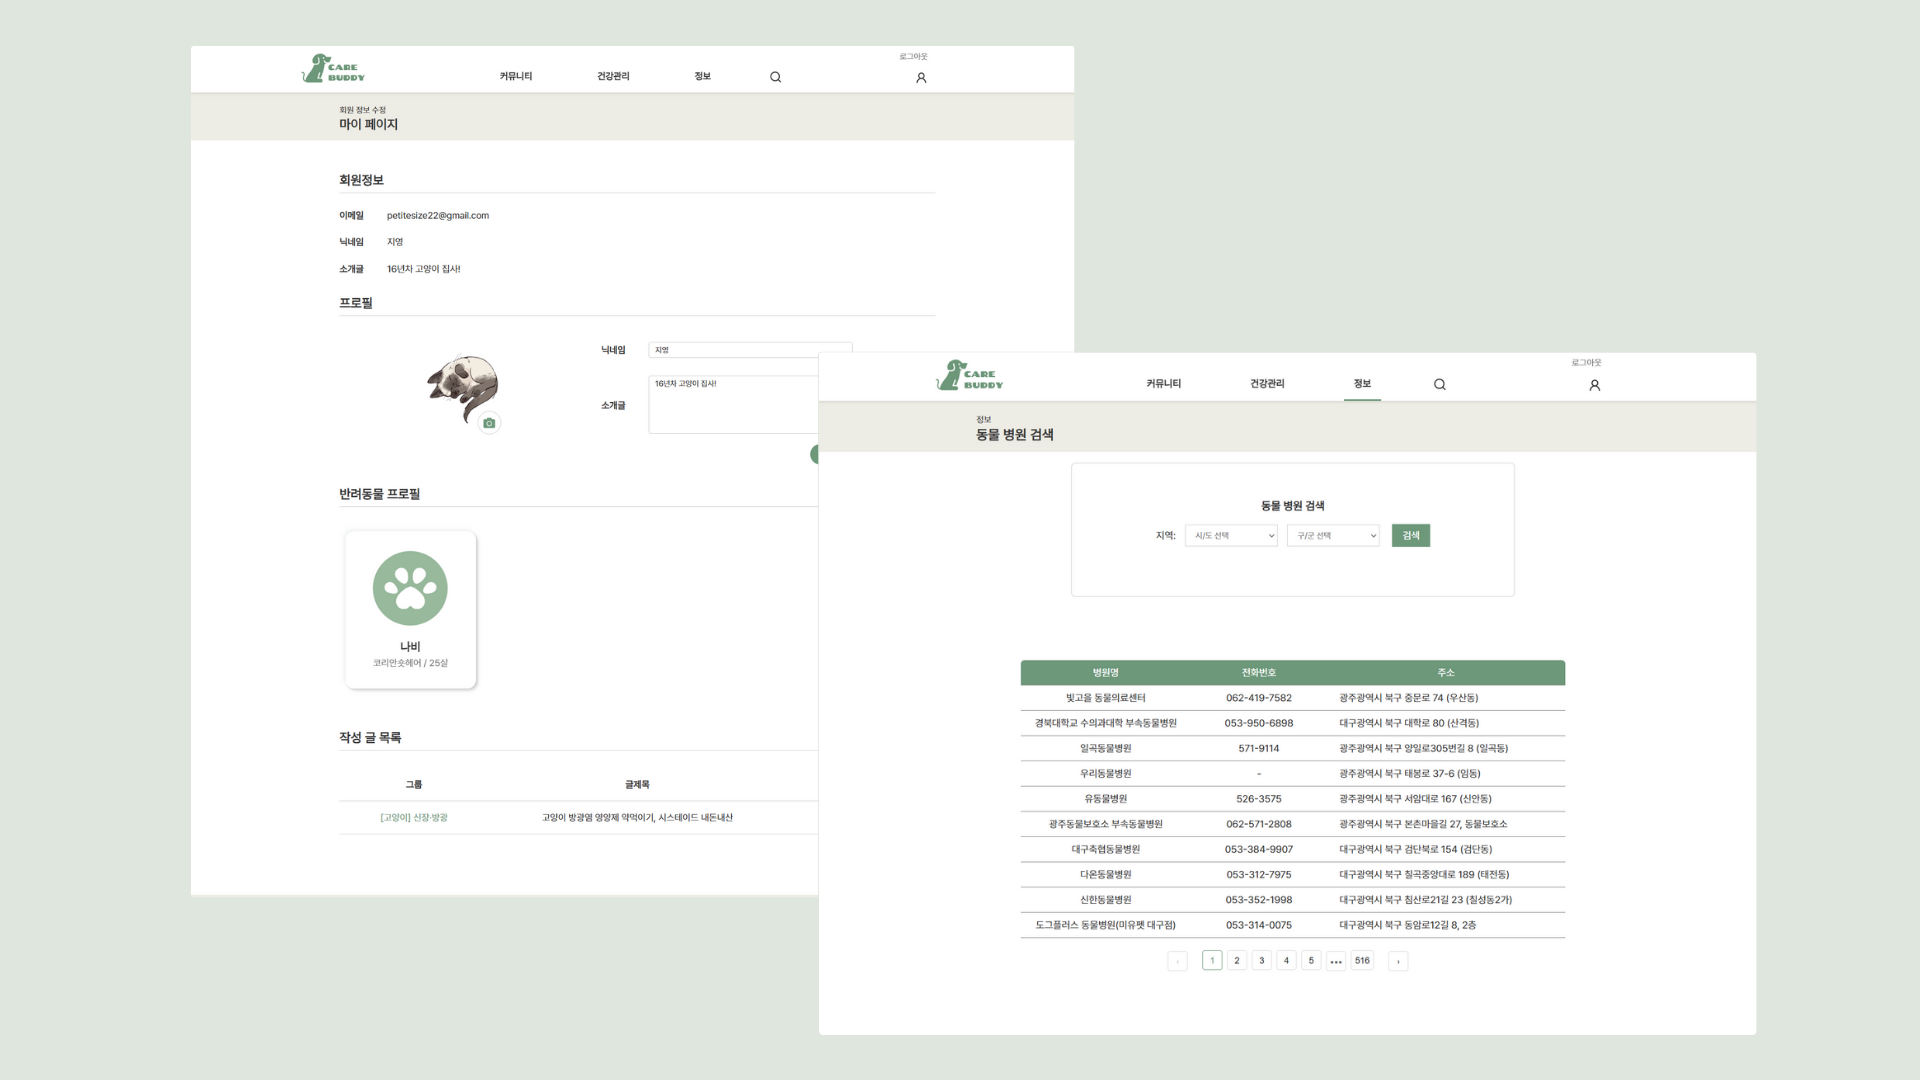 CARE
BUDDY
커뮤니티
건강관리
정보
로그아웃
회원 정보 수정
마이 페이지
회원정보
이메일 petitesize22@gmail.com
닉네임 지영
소개글 16년차 고양이 집사!
프로필
닉네임 지영
소개글 16년차 고양이 집사!
반려동물 프로필
나비
코리안숏헤어 / 25살
작성 글 목록
그룹 글제목
[고양이] 신장·방광 고양이 방광염 영양제 약먹이기, 시스테이드 내돈내산
CARE
BUDDY
커뮤니티
건강관리
정보
로그아웃
정보
동물 병원 검색
동물 병원 검색
지역: 시/도 선택 구/군 선택 검색
병원명 전화번호 주소
빛고을 동물의료센터 062-419-7582 광주광역시 북구 중문로 74 (우산동)
경북대학교 수의과대학 부속동물병원 053-950-6898 대구광역시 북구 대학로 80 (산격동)
일곡동물병원 571-9114 광주광역시 북구 양일로305번길 8 (일곡동)
우리동물병원 - 광주광역시 북구 태봉로 37-6 (임동)
유동물병원 526-3575 광주광역시 북구 서암대로 167 (신안동)
광주동물보호소 부속동물병원 062-571-2808 광주광역시 북구 본촌마을길 27, 동물보호소
대구축협동물병원 053-384-9907 대구광역시 북구 검단북로 154 (검단동)
다온동물병원 053-312-7975 대구광역시 북구 칠곡중앙대로 189 (태전동)
신한동물병원 053-352-1998 대구광역시 북구 침산로21길 23 (칠성동2가)
도그플러스 동물병원(미유펫 대구점) 053-314-0075 대구광역시 북구 동암로12길 8, 2층
‹ 1 2 3 4 5 ••• 516 ›